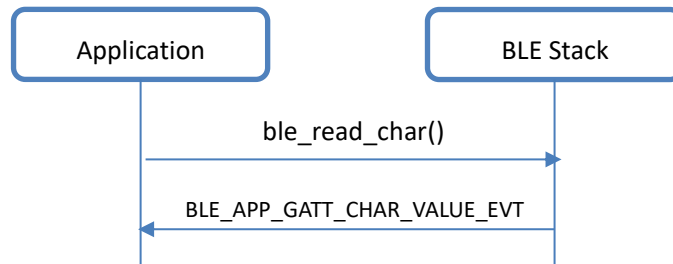 Application
BLE Stack
ble_read_char()
BLE_APP_GATT_CHAR_VALUE_EVT